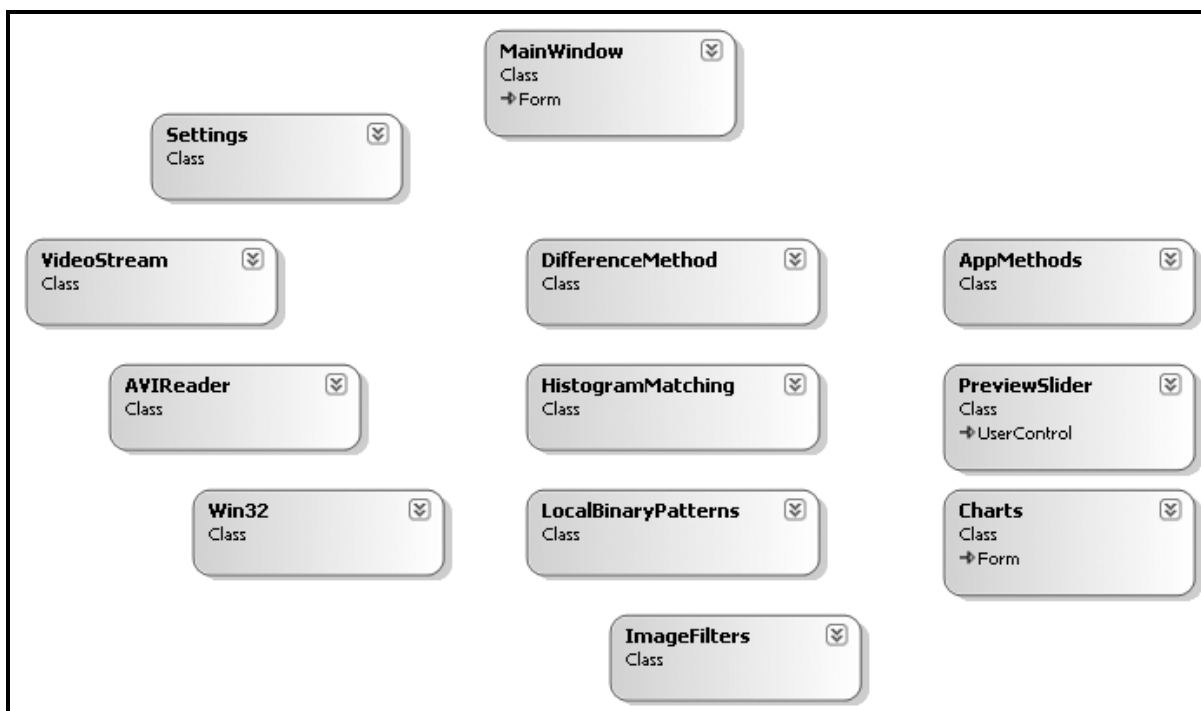 MainWindow
Class
Form
Settings
Class
VideoStream
Class
DifferenceMethod
Class
AppMethods
Class
AVIReader
Class
HistogramMatching
Class
PreviewSlider
Class
UserControl
Win32
Class
LocalBinaryPatterns
Class
Charts
Class
Form
ImageFilters
Class